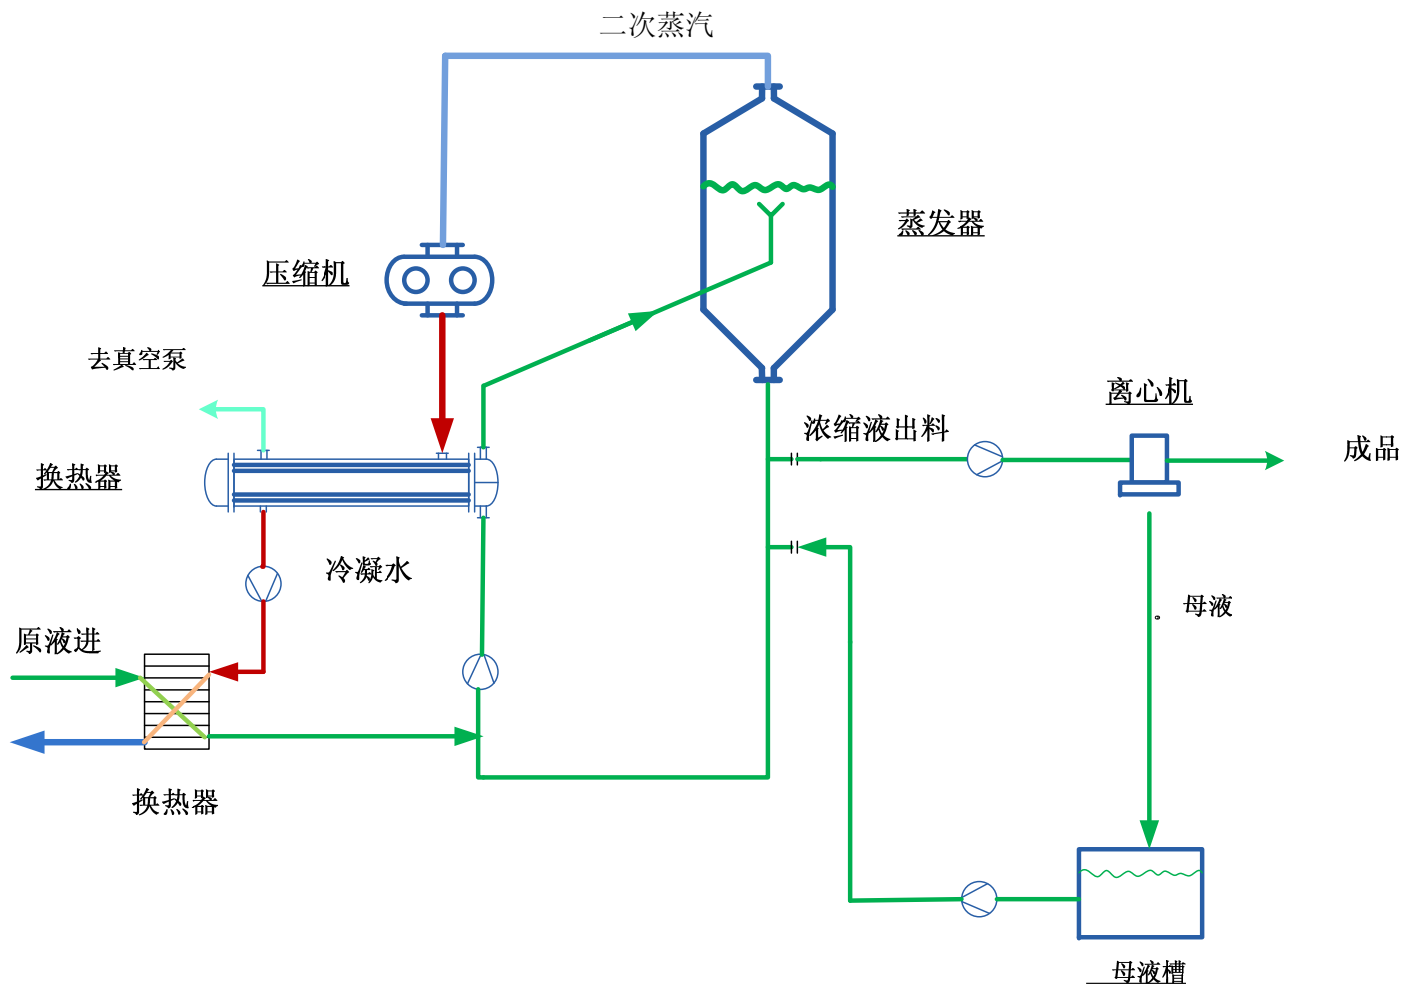 二次蒸汽
蒸发器
压缩机
去真空泵
离心机
浓缩液出料
成品
换热器
冷凝水
母液
原液进
换热器
母液槽